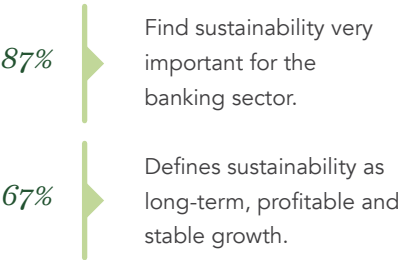 87%
Find sustainability very
important for the
banking sector.
67%
Defines sustainability as
long-term, profitable and
stable growth.